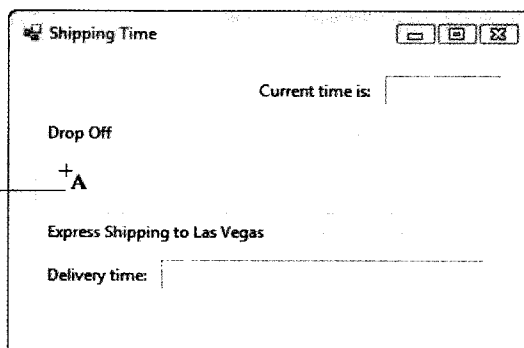 Shipping Time
Current time is:
Drop Off
A
Express Shipping to Las Vegas
Delivery time: